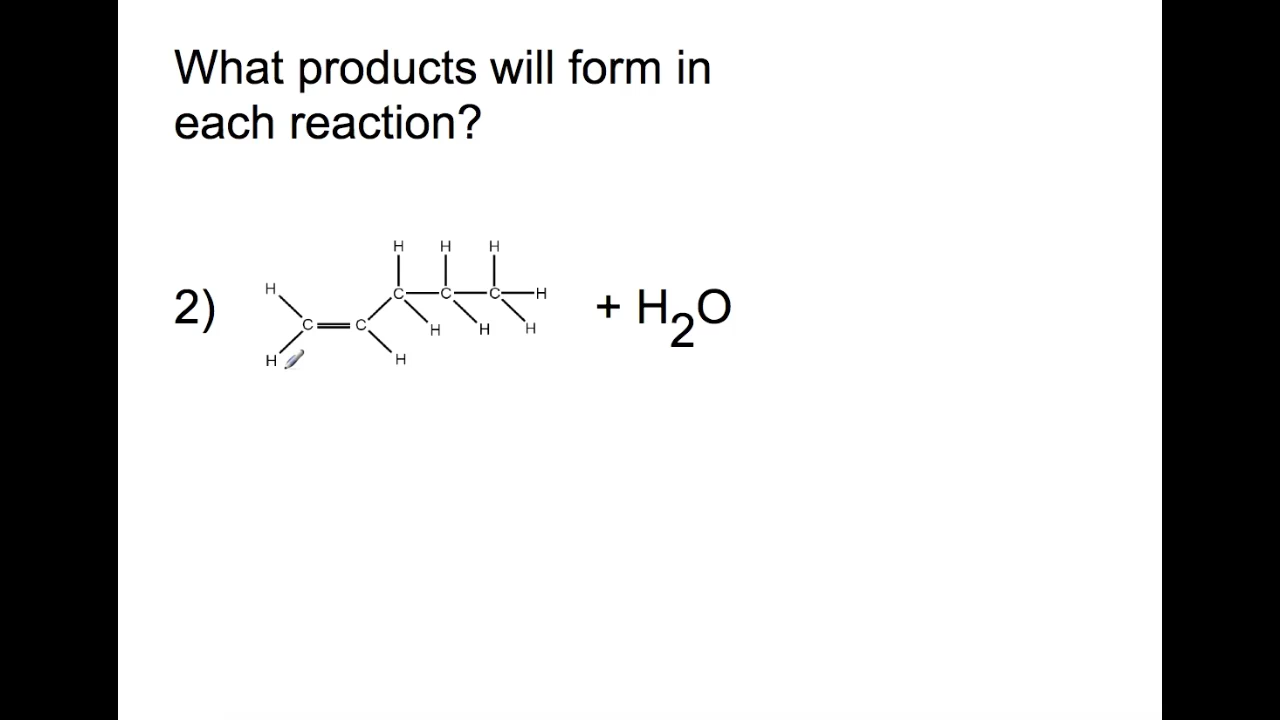 What products will form in
each reaction?
H H H
H C C C H
2) + H₂O
C C H H H
H H